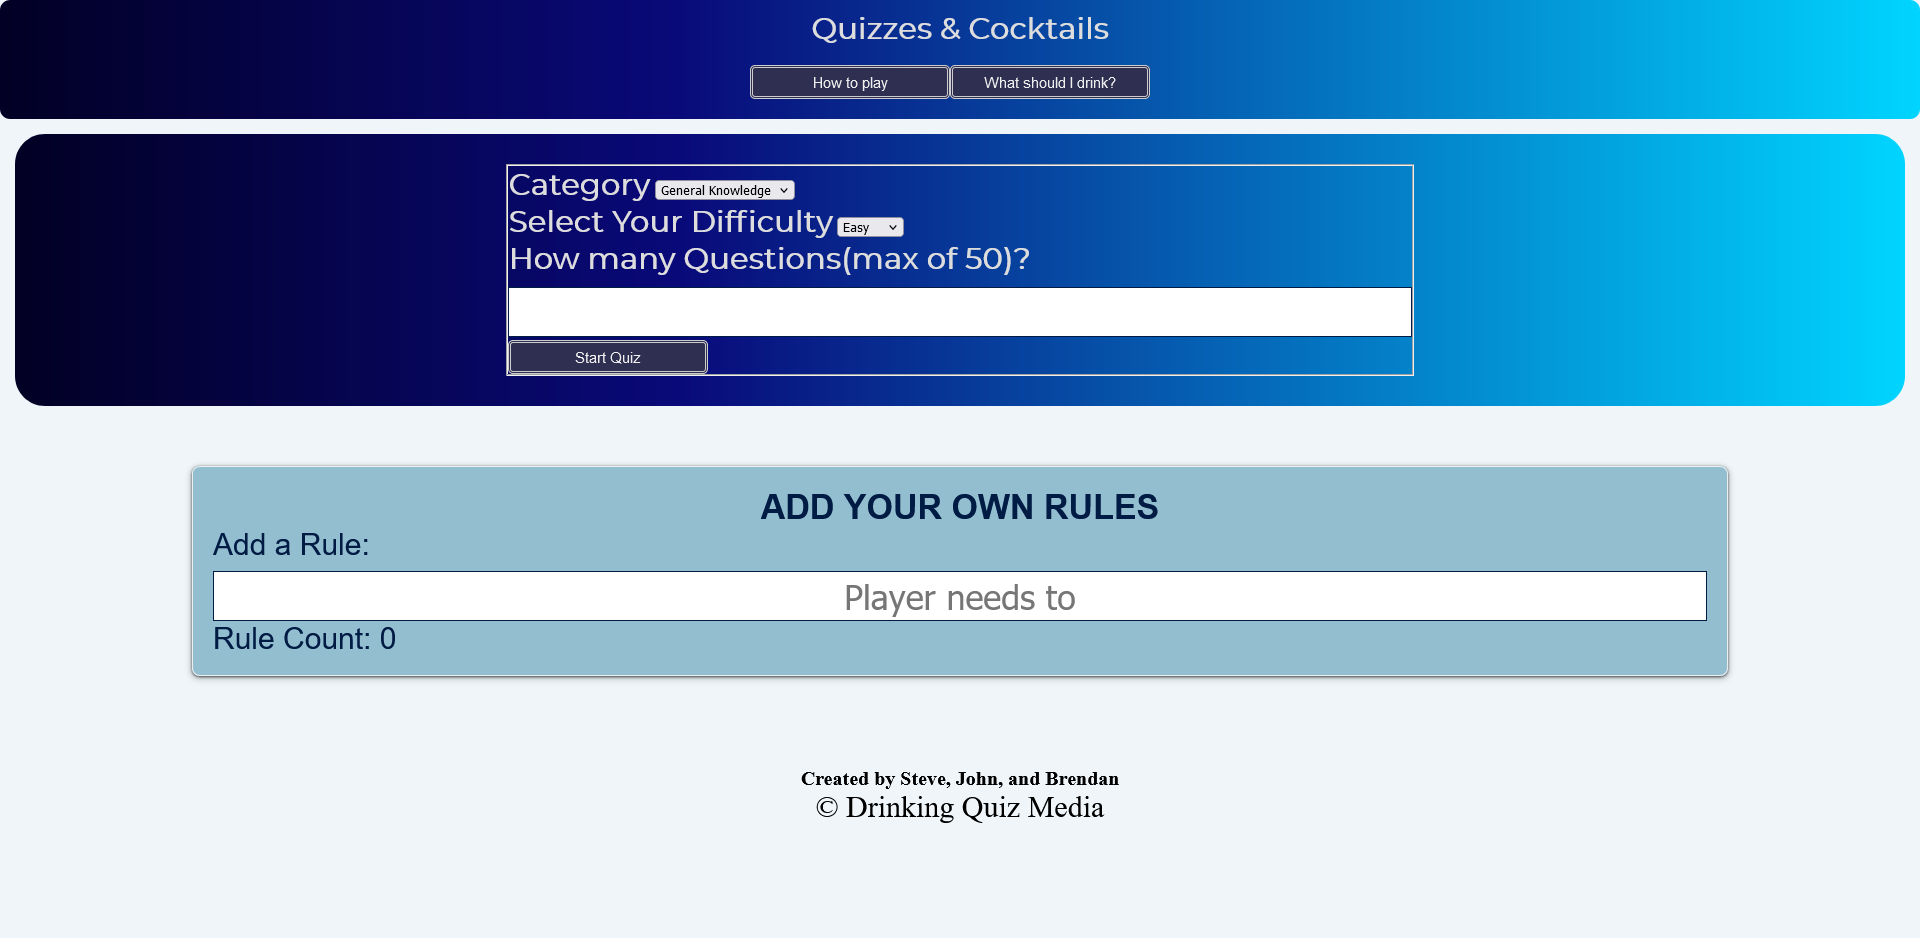 Quizzes & Cocktails
How to play What should I drink?
Category General Knowledge
Select Your Difficulty Easy
How many Questions(max of 50)?
Start Quiz
ADD YOUR OWN RULES
Add a Rule:
Player needs to
Rule Count: 0
Created by Steve, John, and Brendan
© Drinking Quiz Media